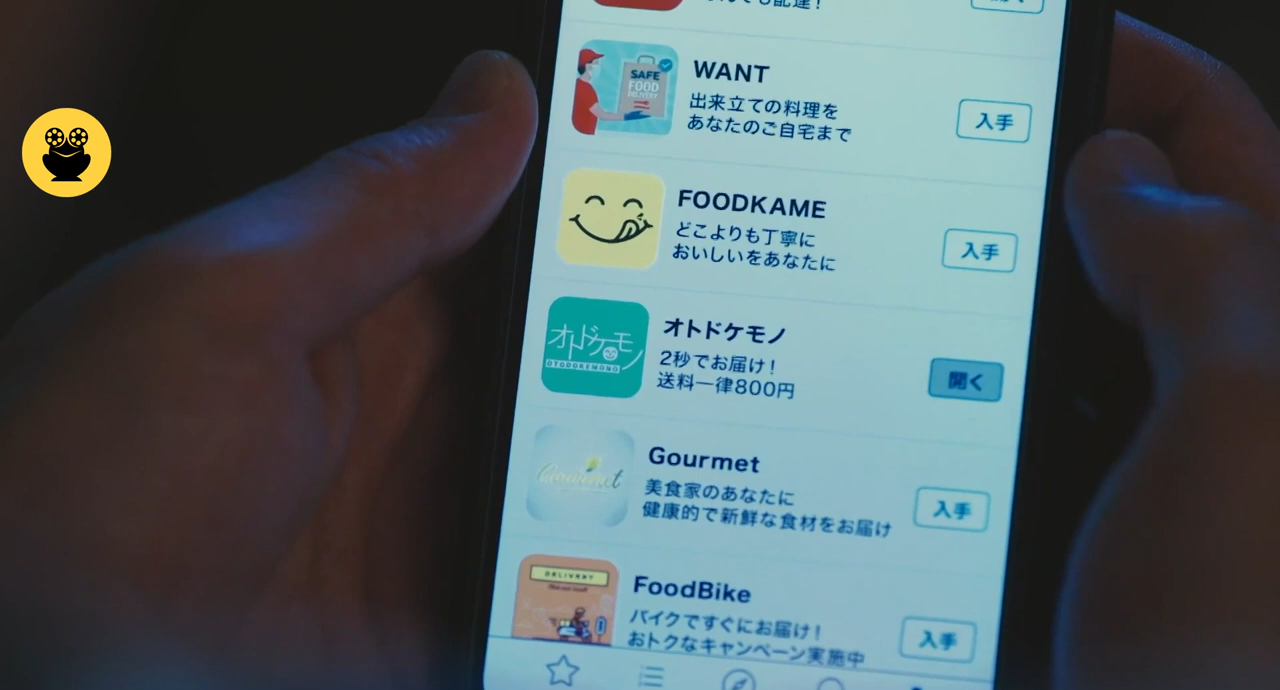 WANT
SAFE
FOOD
DELIVERY
出来立ての料理を
あなたのご自宅まで
入手
FOODKAME
どこよりも丁寧に
おいしいをあなたに
入手
オトドケモノ
オトドケモノ
OTODOKEMONO
2秒でお届け!
送料一律800円
開く
Gourmet
Gourmet
美食家のあなたに
健康的で新鮮な食材をお届け
入手
DELIVERY
FoodBike
バイクですぐにお届け!
おトクなキャンペーン実施中
入手